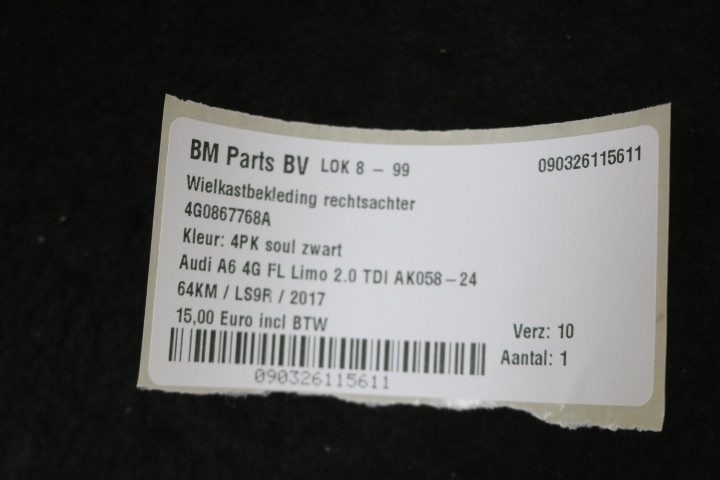 BM Parts BV LOK 8 – 99 090326115611
Wielkastbekleding rechtsachter
4G0867768A
Kleur: 4PK soul zwart
Audi A6 4G FL Limo 2.0 TDI AK058–24
64KM / LS9R / 2017
15,00 Euro incl BTW
Verz: 10
Aantal: 1
090326115611